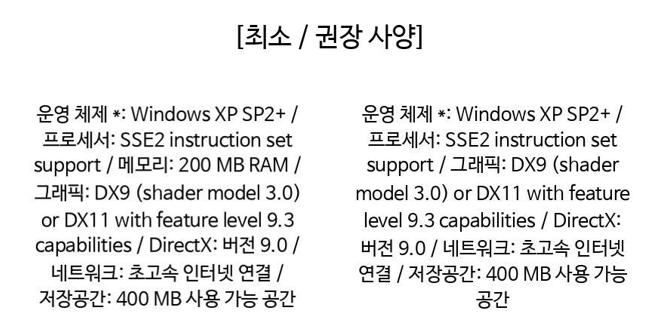 [최소 / 권장 사양]
운영 체제 *: Windows XP SP2+ /
프로세서: SSE2 instruction set
support / 메모리: 200 MB RAM /
그래픽: DX9 (shader model 3.0)
or DX11 with feature level 9.3
capabilities / DirectX: 버전 9.0 /
네트워크: 초고속 인터넷 연결 /
저장공간: 400 MB 사용 가능 공간
운영 체제 *: Windows XP SP2+ /
프로세서: SSE2 instruction set
support / 그래픽: DX9 (shader
model 3.0) or DX11 with feature
level 9.3 capabilities / DirectX:
버전 9.0 / 네트워크: 초고속 인터넷
연결 / 저장공간: 400 MB 사용 가능
공간